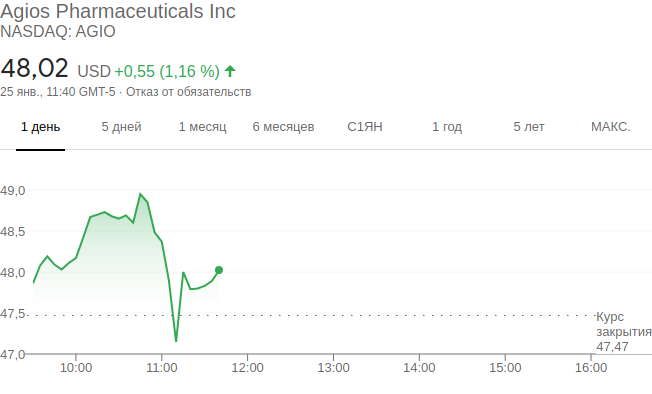 Agios Pharmaceuticals Inc
NASDAQ: AGIO
48,02 USD +0,55 (1,16 %)
25 янв., 11:40 GMT-5 · Отказ от обязательств
1 день 5 дней 1 месяц 6 месяцев С1ЯН 1 год 5 лет МАКС.
49,0
48,5
48,0
47,5
Курс
закрытия
47,47
47,0
10:00 11:00 12:00 13:00 14:00 15:00 16:00